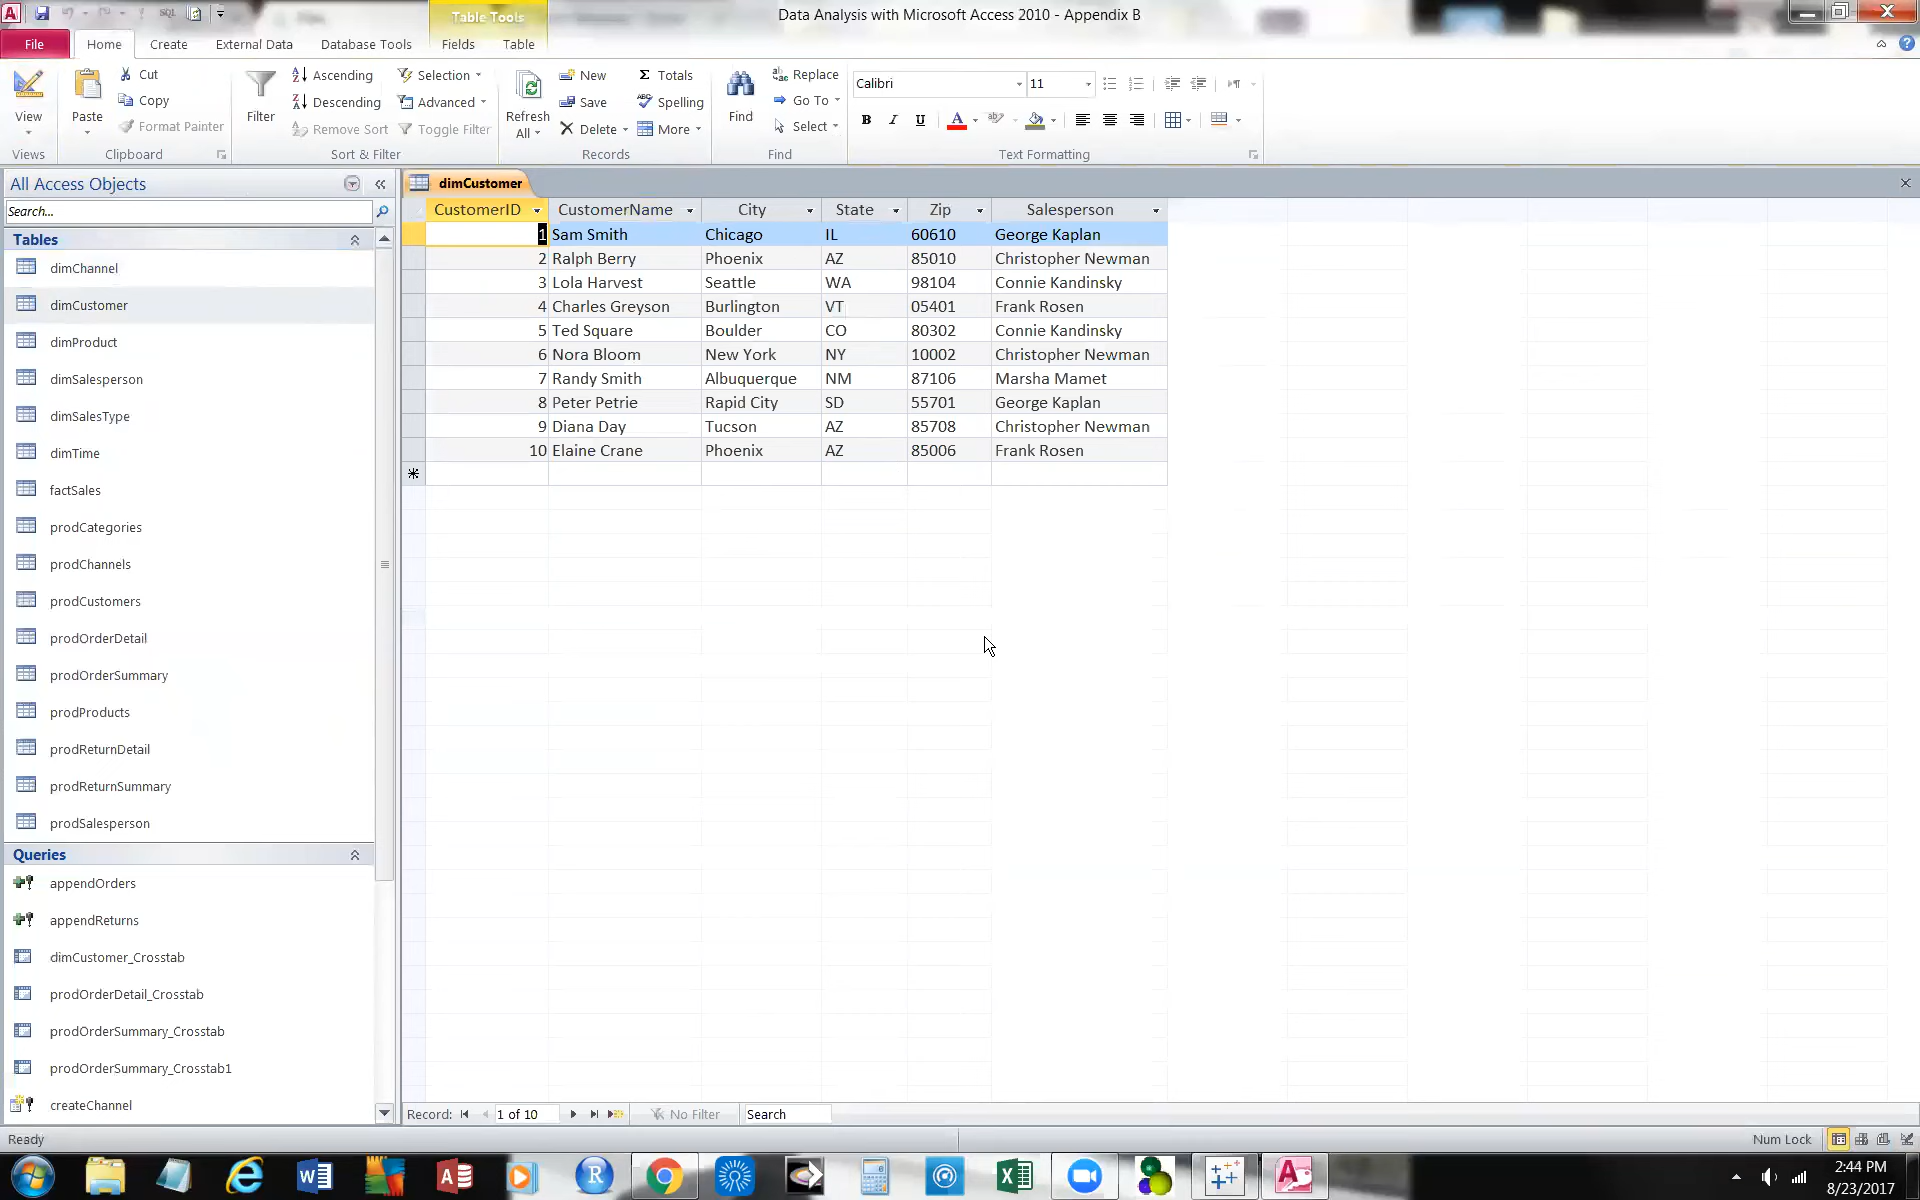 SQL
Table Tools
Data Analysis with Microsoft Access 2010 - Appendix B
File Home Create External Data Database Tools Fields Table
Cut Ascending Selection New Totals Replace Calibri 11
Copy Descending Advanced Save Spelling Go To
View Paste Format Painter Filter Remove Sort Toggle Filter Refresh All Delete More Find Select
Views Clipboard Sort & Filter Records Find Text Formatting
All Access Objects
dimCustomer
Search...
CustomerID CustomerName City State Zip Salesperson
1 Sam Smith Chicago IL 60610 George Kaplan
2 Ralph Berry Phoenix AZ 85010 Christopher Newman
3 Lola Harvest Seattle WA 98104 Connie Kandinsky
4 Charles Greyson Burlington VT 05401 Frank Rosen
5 Ted Square Boulder CO 80302 Connie Kandinsky
6 Nora Bloom New York NY 10002 Christopher Newman
7 Randy Smith Albuquerque NM 87106 Marsha Mamet
8 Peter Petrie Rapid City SD 55701 George Kaplan
9 Diana Day Tucson AZ 85708 Christopher Newman
10 Elaine Crane Phoenix AZ 85006 Frank Rosen
Tables
dimChannel
dimCustomer
dimProduct
dimSalesperson
dimSalesType
dimTime
factSales
prodCategories
prodChannels
prodCustomers
prodOrderDetail
prodOrderSummary
prodProducts
prodReturnDetail
prodReturnSummary
prodSalesperson
Queries
appendOrders
appendReturns
dimCustomer_Crosstab
prodOrderDetail_Crosstab
prodOrderSummary_Crosstab
prodOrderSummary_Crosstab1
createChannel
Record: 1 of 10 No Filter Search
Ready Num Lock
2:44 PM
8/23/2017